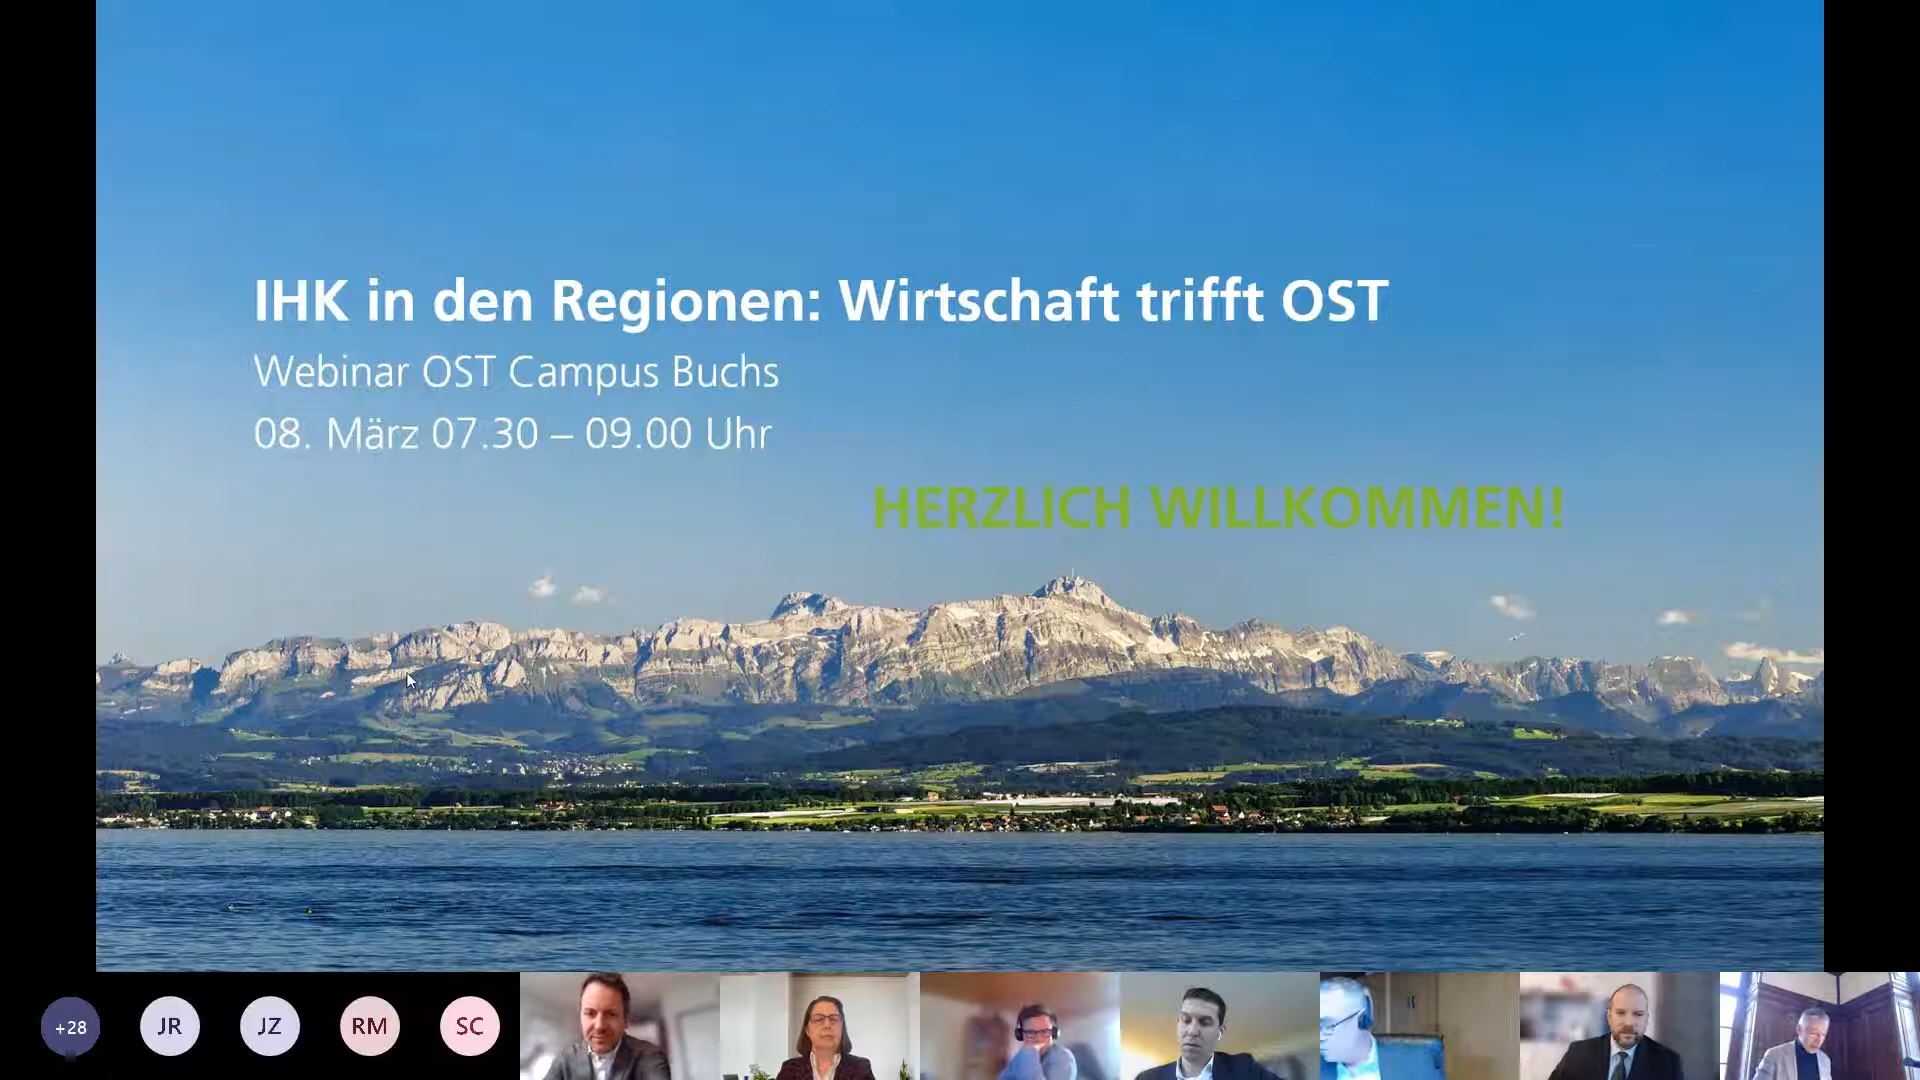 IHK in den Regionen: Wirtschaft trifft OST
Webinar OST Campus Buchs
08. März 07.30 – 09.00 Uhr
HERZLICH WILLKOMMEN!
+28
JR
JZ
RM
SC